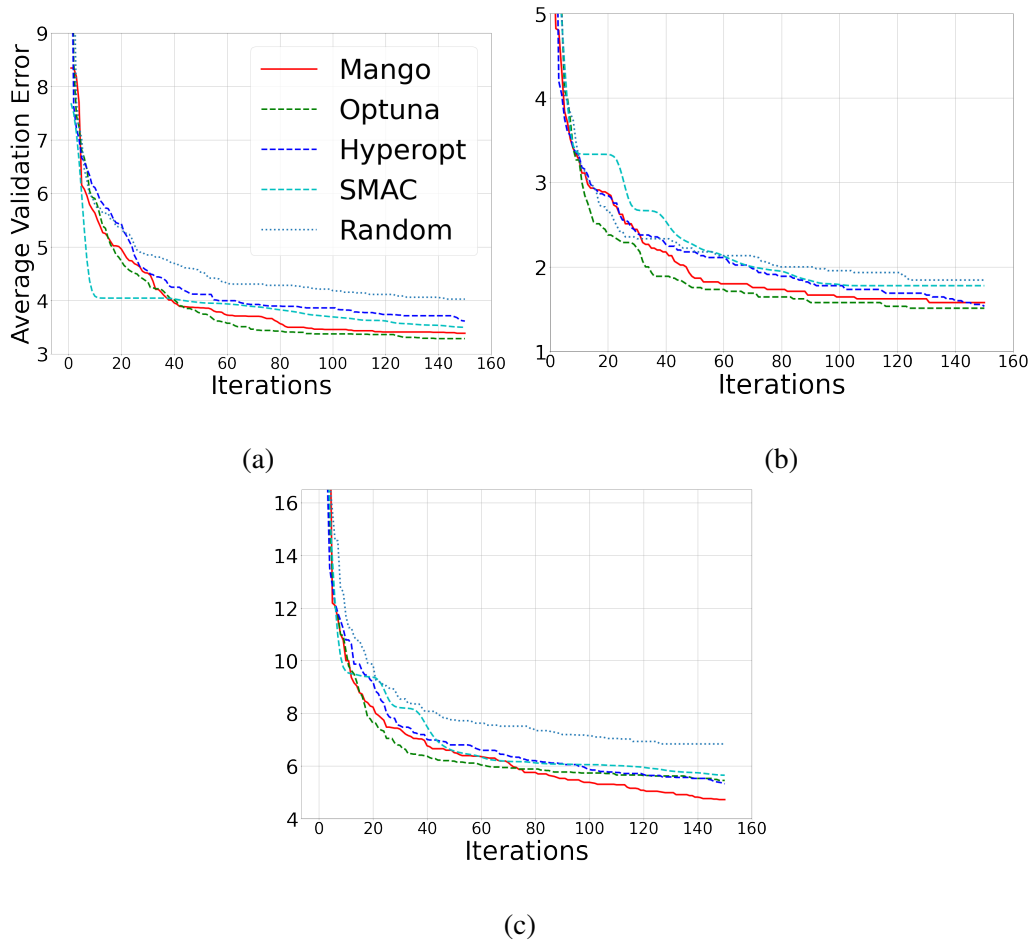 Average Validation Error
9
8
7
6
5
4
3
Mango
Optuna
Hyperopt
SMAC
Random
0 20 40 60 80 100 120 140 160
Iterations
(a)
5
4
3
2
1
0 20 40 60 80 100 120 140 160
Iterations
(b)
16
14
12
10
8
6
4
0 20 40 60 80 100 120 140 160
Iterations
(c)